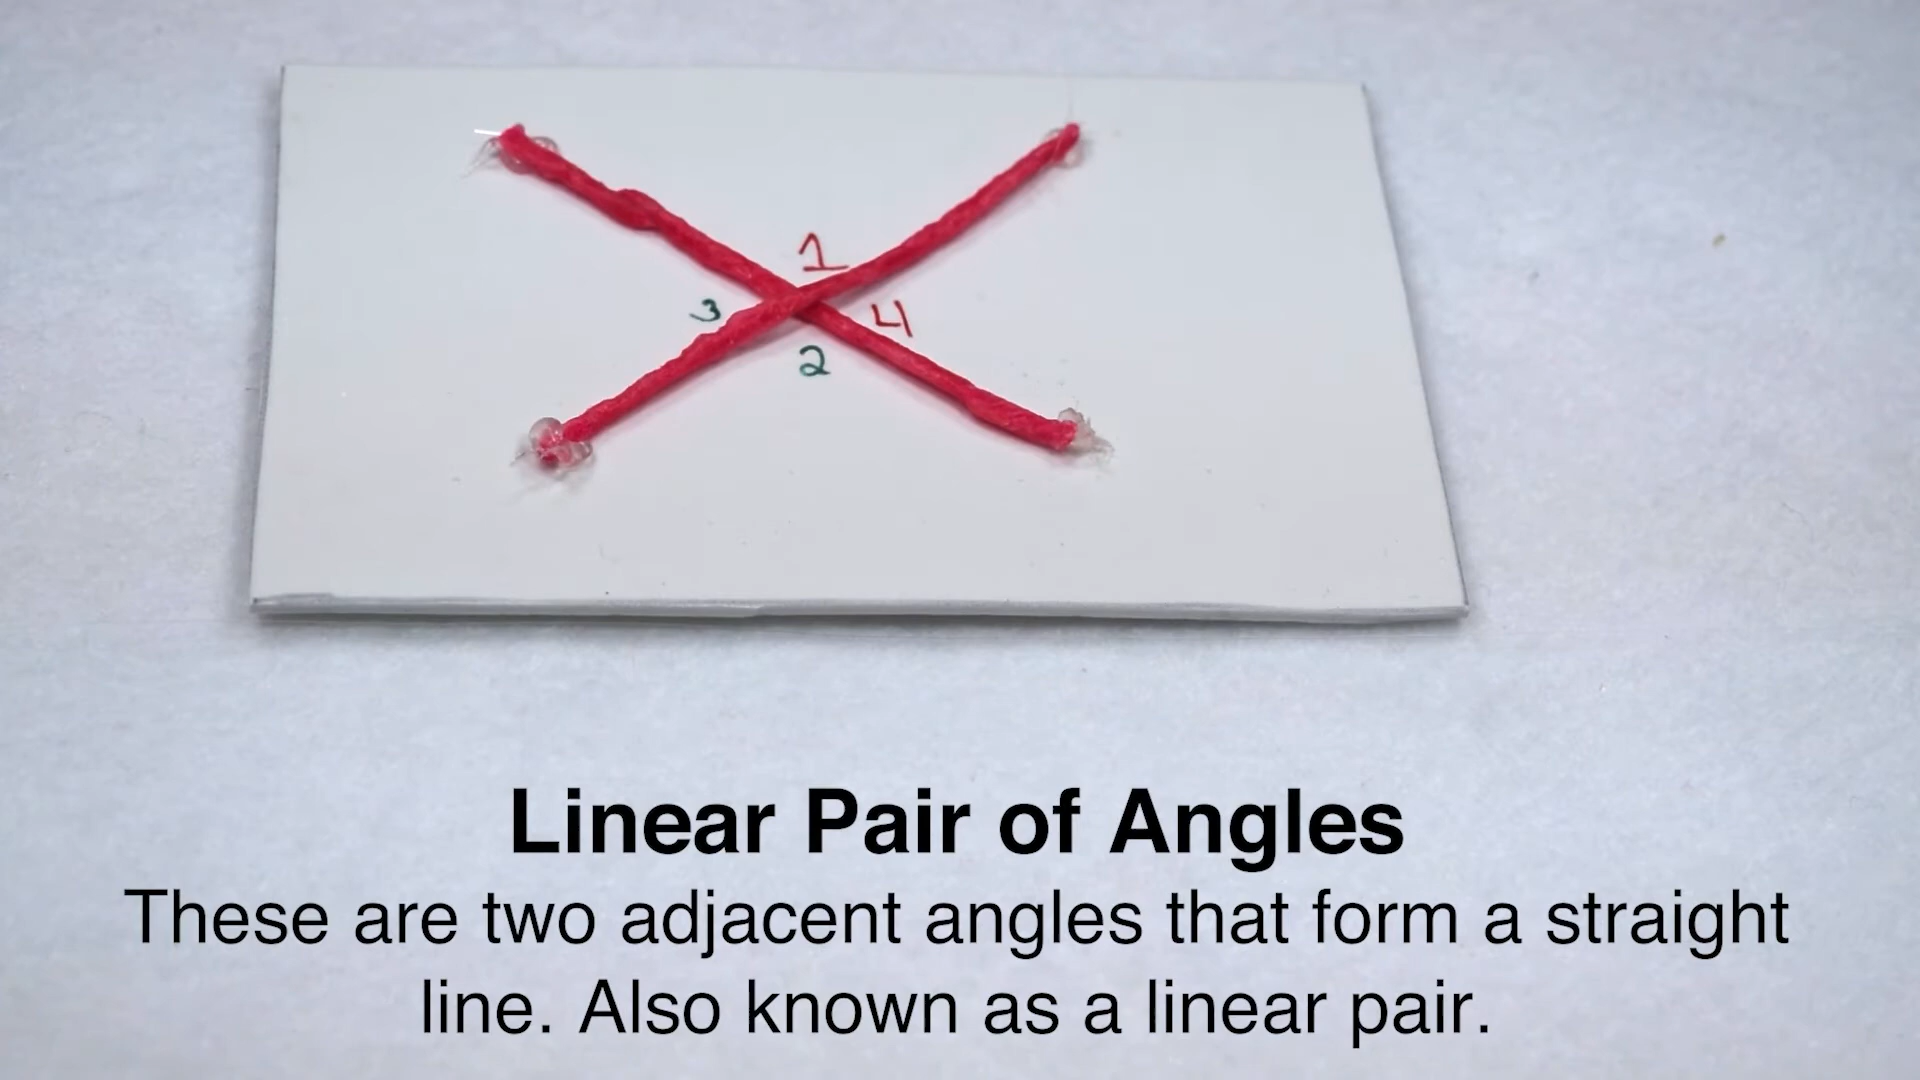 1
3 4
2
Linear Pair of Angles
These are two adjacent angles that form a straight
line. Also known as a linear pair.